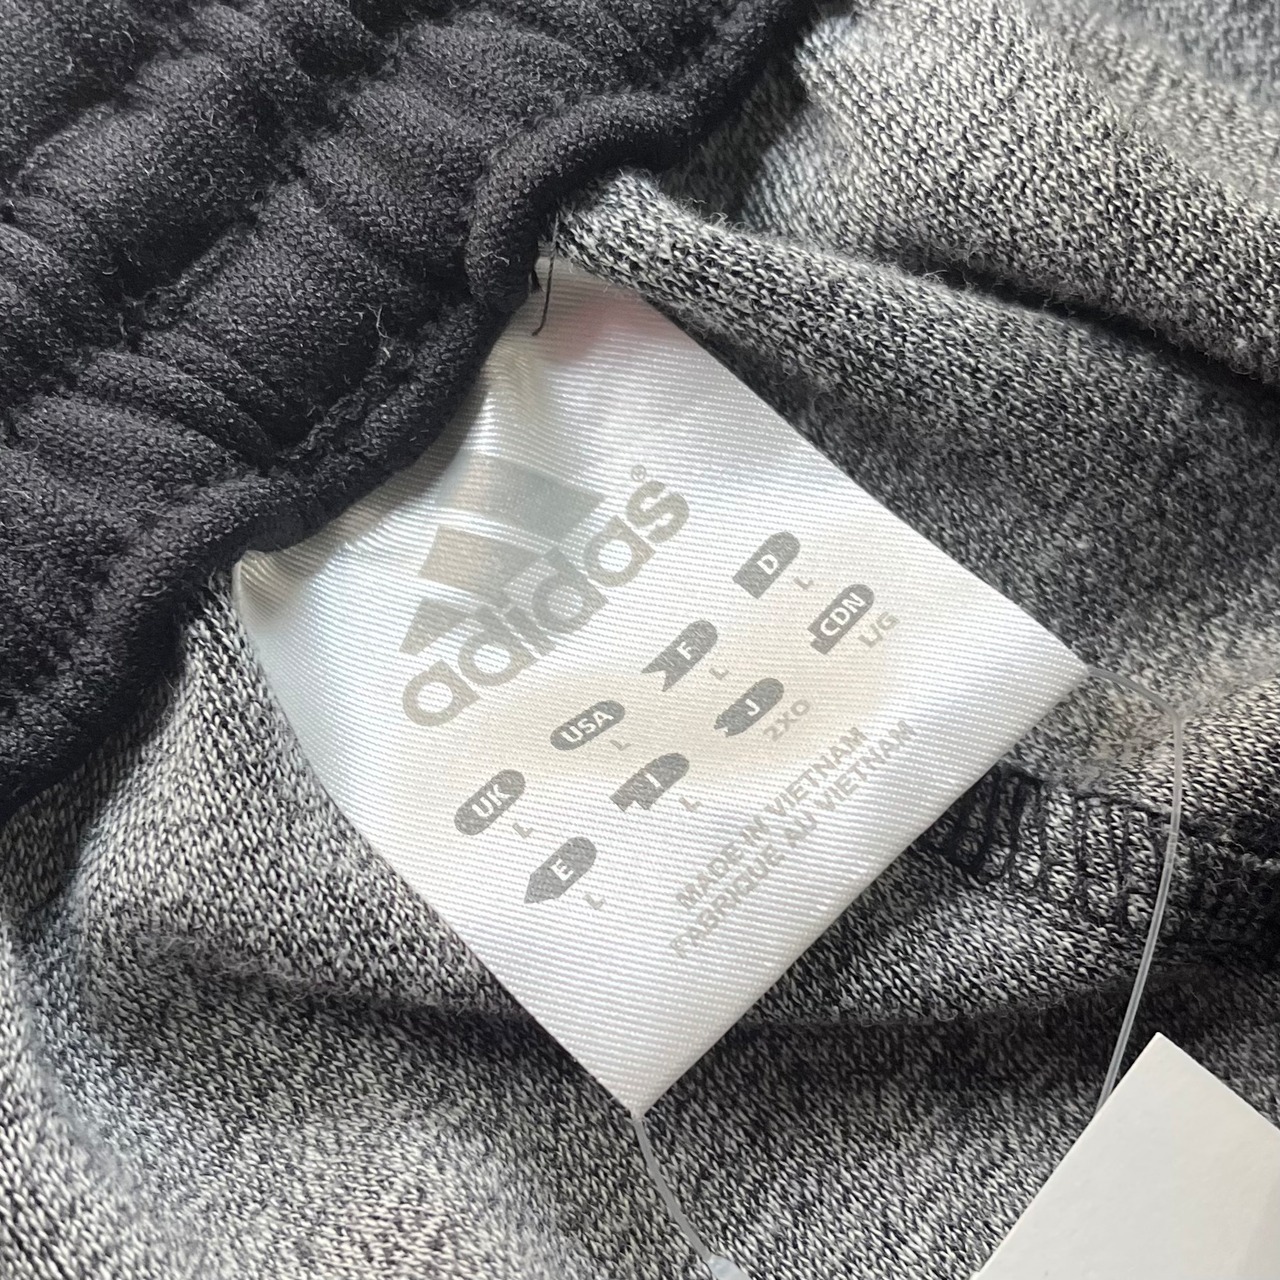 adidas®
UK USA F D
L L L L
E I J CDN
L L 2XO L/G
MADE IN VIETNAM
FABRIQUE AU VIETNAM